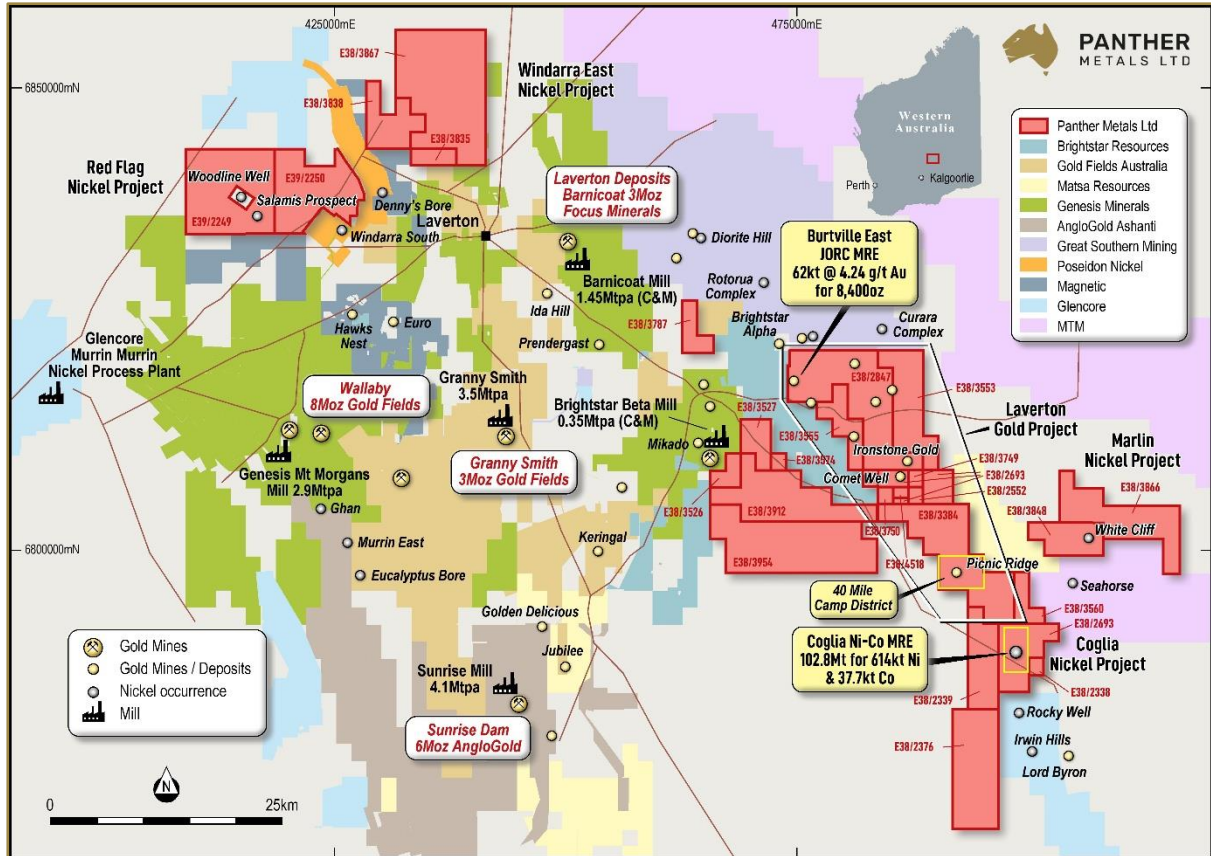 425000mE
475000mE
6850000mN
6800000mN
PANTHER
METALS LTD
Western
Australia
Perth
Kalgoorlie
Panther Metals Ltd
Brightstar Resources
Gold Fields Australia
Matsa Resources
Genesis Minerals
AngloGold Ashanti
Great Southern Mining
Poseidon Nickel
Magnetic
Glencore
MTM
E38/3867
Windarra East
Nickel Project
E38/3838
E38/3835
Red Flag
Nickel Project
Woodline Well
E39/2250
Salamis Prospect
E39/2249
Denny's Bore
Laverton
Windarra South
Laverton Deposits
Barnicoat 3Moz
Focus Minerals
Barnicoat Mill
1.45Mtpa (C&M)
Diorite Hill
Rotorua
Complex
Burtville East
JORC MRE
62kt @ 4.24 g/t Au
for 8,400oz
Brightstar
Alpha
Curara
Complex
Ida Hill
E38/3787
Prendergast
Hawks
Nest
Euro
Glencore
Murrin Murrin
Nickel Process Plant
Wallaby
8Moz Gold Fields
Granny Smith
3.5Mtpa
Granny Smith
3Moz Gold Fields
Genesis Mt Morgans
Mill 2.9Mtpa
Ghan
Brightstar Beta Mill
0.35Mtpa (C&M)
Mikado
E38/3527
E38/2847
E38/3553
E38/3565
E38/3574
Laverton
Gold Project
Ironstone Gold
Comet Well
E38/3749
E38/2693
E38/2552
Marlin
Nickel Project
E38/3866
E38/3848
White Cliff
E38/3526
E38/3912
E38/3750
E38/3384
E38/3954
E38/4518
Picnic Ridge
40 Mile
Camp District
Seahorse
Murrin East
Eucalyptus Bore
Keringal
Golden Delicious
Jubilee
E38/3560
E38/2693
Coglia
Nickel Project
Coglia Ni-Co MRE
102.8Mt for 614kt Ni
& 37.7kt Co
E38/2338
E38/2339
E38/2376
Rocky Well
Irwin Hills
Lord Byron
Sunrise Mill
4.1Mtpa
Sunrise Dam
6Moz AngloGold
Gold Mines
Gold Mines / Deposits
Nickel occurrence
Mill
N
0
25km